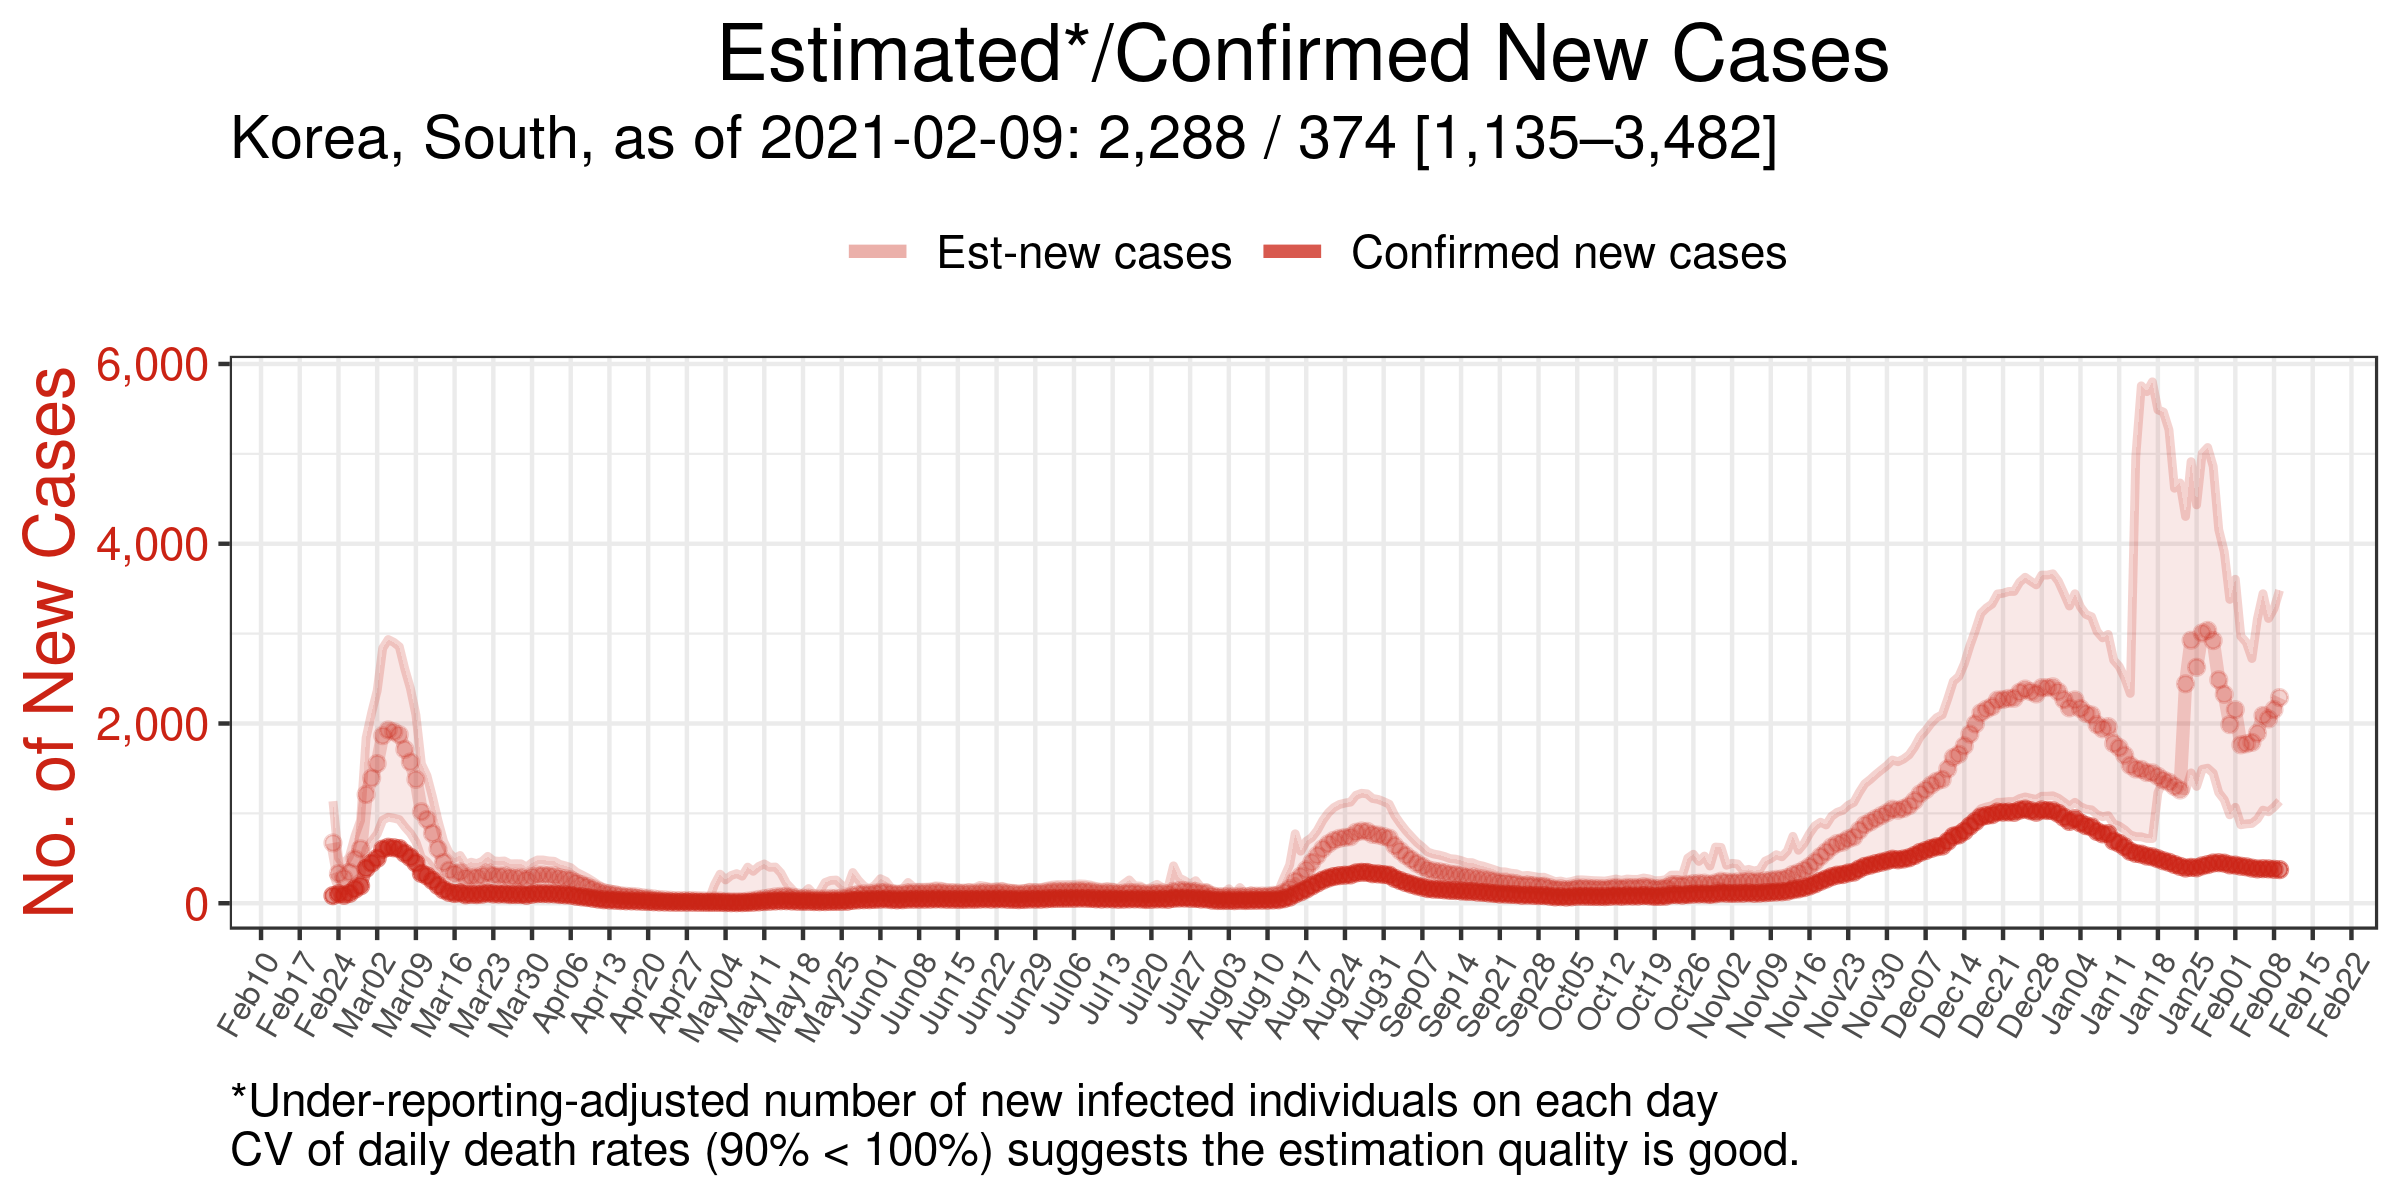 Estimated*/Confirmed New Cases
Korea, South, as of 2021-02-09: 2,288 / 374 [1,135–3,482]
Est-new cases Confirmed new cases
No. of New Cases
6,000
4,000
2,000
0
Feb10 Feb17 Feb24 Mar02 Mar09 Mar16 Mar23 Mar30 Apr06 Apr13 Apr20 Apr27 May04 May11 May18 May25 Jun01 Jun08 Jun15 Jun22 Jun29 Jul06 Jul13 Jul20 Jul27 Aug03 Aug10 Aug17 Aug24 Aug31 Sep07 Sep14 Sep21 Sep28 Oct05 Oct12 Oct19 Oct26 Nov02 Nov09 Nov16 Nov23 Nov30 Dec07 Dec14 Dec21 Dec28 Jan04 Jan11 Jan18 Jan25 Feb01 Feb08 Feb15 Feb22
*Under-reporting-adjusted number of new infected individuals on each day
CV of daily death rates (90% < 100%) suggests the estimation quality is good.